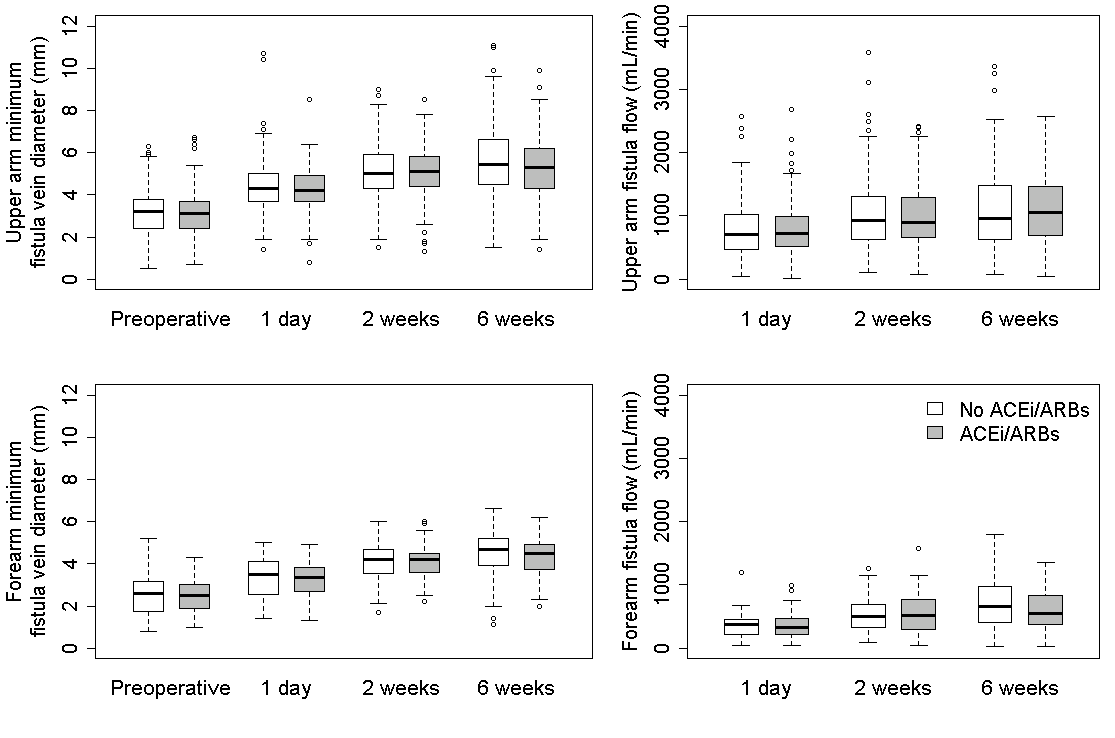 Upper arm minimum
fistula vein diameter (mm)
12
10
8
6
4
2
0
Preoperative 1 day 2 weeks 6 weeks
Upper arm fistula flow (mL/min)
4000
3000
2000
1000
0
1 day 2 weeks 6 weeks
Forearm minimum
fistula vein diameter (mm)
12
10
8
6
4
2
0
Preoperative 1 day 2 weeks 6 weeks
Forearm fistula flow (mL/min)
4000
3000
2000
1000
0
No ACEi/ARBs
ACEi/ARBs
1 day 2 weeks 6 weeks